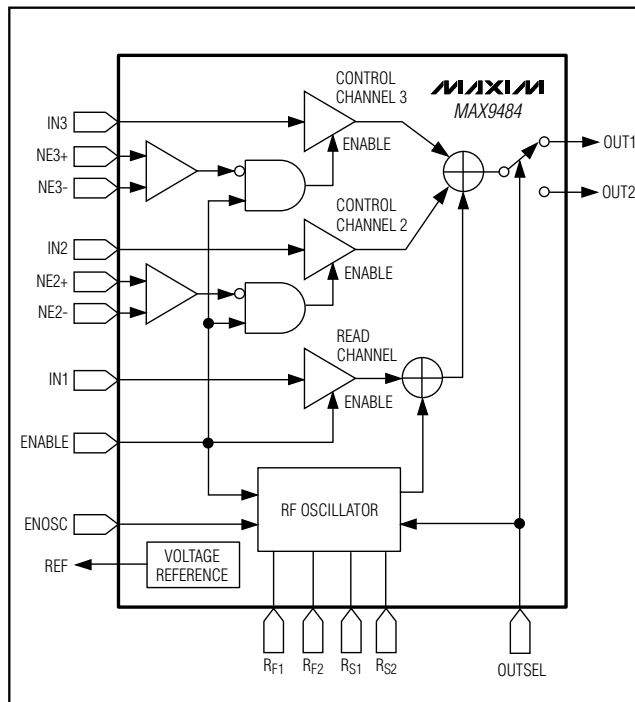 CONTROL
CHANNEL 3
MAXIM
MAX9484
IN3
NE3+
NE3-
ENABLE
OUT1
OUT2
CONTROL
CHANNEL 2
IN2
NE2+
NE2-
ENABLE
READ
CHANNEL
IN1
ENABLE
ENABLE
ENOSC
RF OSCILLATOR
REF
VOLTAGE
REFERENCE
RF1
RF2
RS1
RS2
OUTSEL